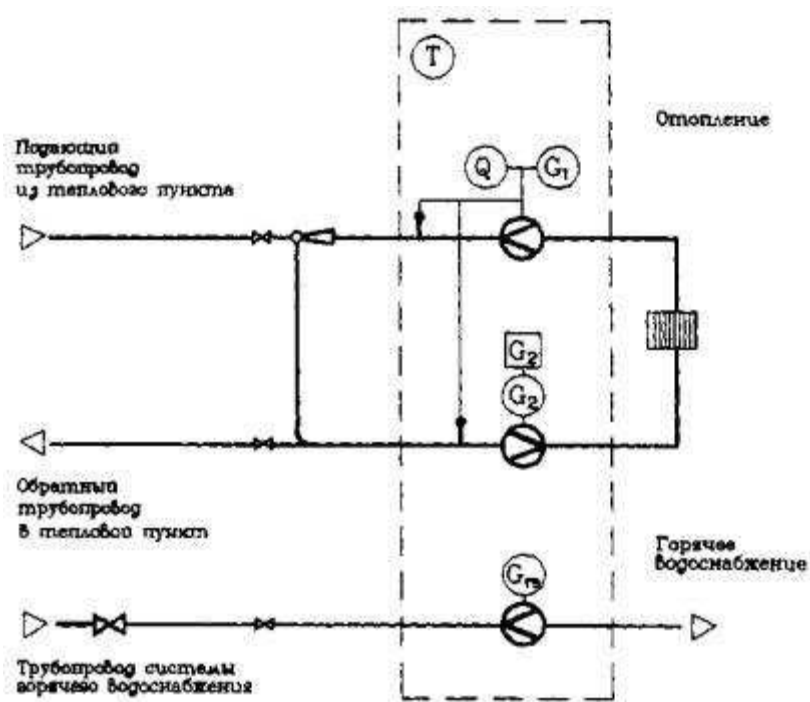 T
Отопление
Подающий
трубопровод
из теплового пункта
Q
G₁
G₂
G₂
Обратный
трубопровод
в тепловой пункт
Горячее
водоснабжение
Gгв
Трубопровод системы
горячего водоснабжения